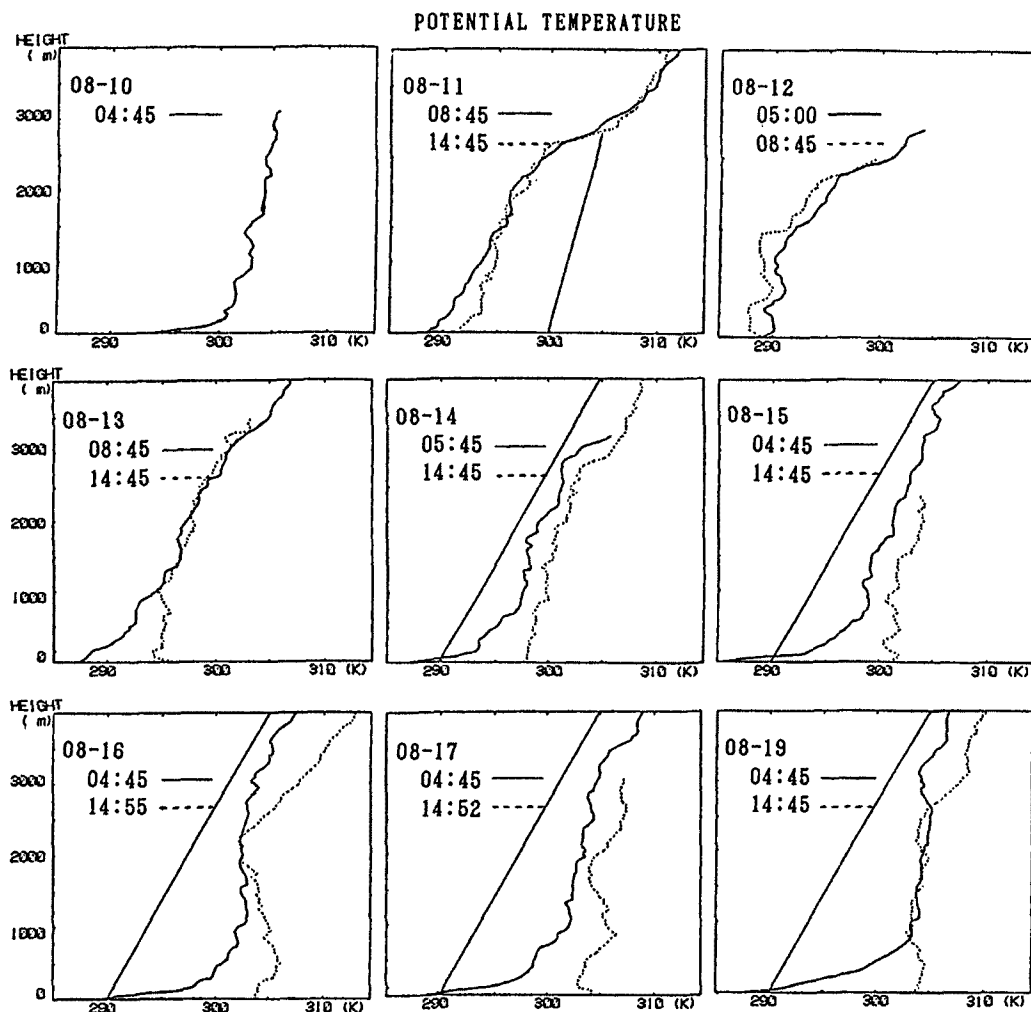 POTENTIAL TEMPERATURE
HEIGHT
( m)
08-10
04:45
3000
2000
1000
0
290 300 310 (K)
08-11
08:45
14:45
290 300 310 (K)
08-12
05:00
08:45
290 300 310 (K)
HEIGHT
( m)
08-13
08:45
14:45
3000
2000
1000
0
290 300 310 (K)
08-14
05:45
14:45
290 300 310 (K)
08-15
04:45
14:45
290 300 310 (K)
HEIGHT
( m)
08-16
04:45
14:55
3000
2000
1000
0
290 300 310 (K)
08-17
04:45
14:52
290 300 310 (K)
08-19
04:45
14:45
290 300 310 (K)